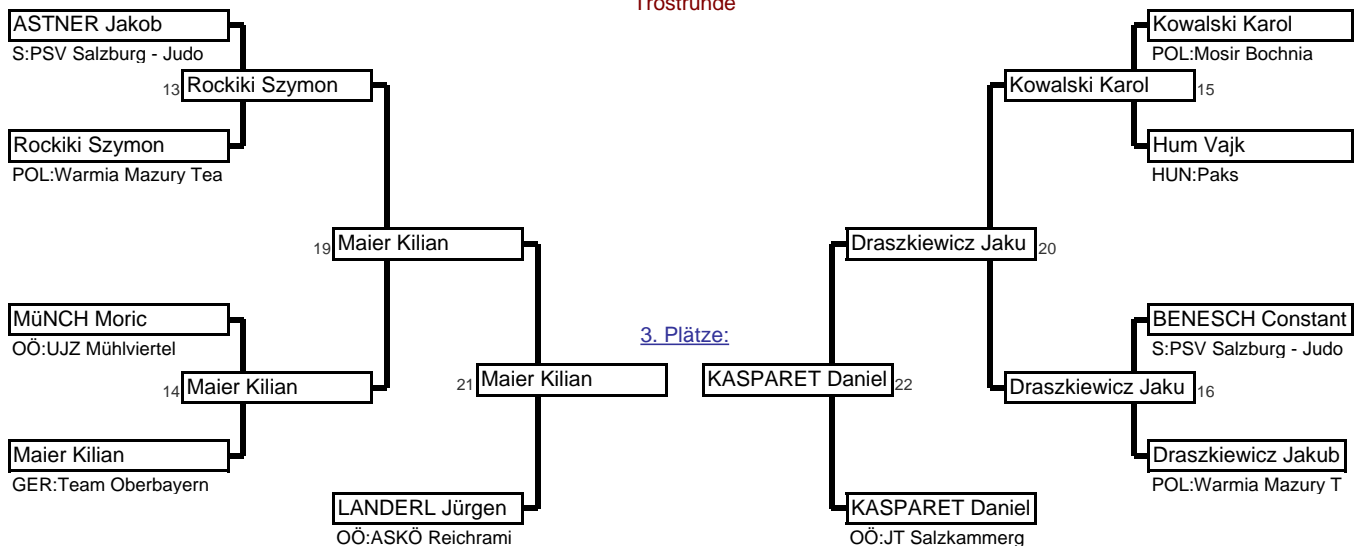 Trostrunde
ASTNER Jakob
S:PSV Salzburg - Judo
13 Rockiki Szymon
Rockiki Szymon
POL:Warmia Mazury Tea
19 Maier Kilian
MüNCH Moric
OÖ:UJZ Mühlviertel
14 Maier Kilian
Maier Kilian
GER:Team Oberbayern
21 Maier Kilian
LANDERL Jürgen
OÖ:ASKÖ Reichrami
3. Plätze:
Kowalski Karol
POL:Mosir Bochnia
Kowalski Karol 15
Hum Vajk
HUN:Paks
Draszkiewicz Jaku 20
BENESCH Constant
S:PSV Salzburg - Judo
KASPARET Daniel 22
Draszkiewicz Jaku 16
Draszkiewicz Jakub
POL:Warmia Mazury T
KASPARET Daniel
OÖ:JT Salzkammerg